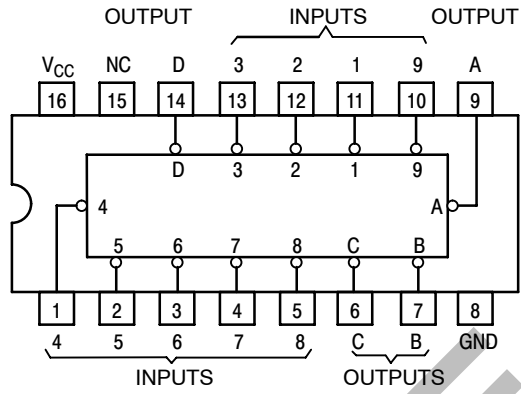 OUTPUT INPUTS OUTPUT
V_CC NC D 3 2 1 9 A
16 15 14 13 12 11 10 9
D 3 2 1 9
4 A
5 6 7 8 C B
1 2 3 4 5 6 7 8
4 5 6 7 8 C B GND
INPUTS OUTPUTS